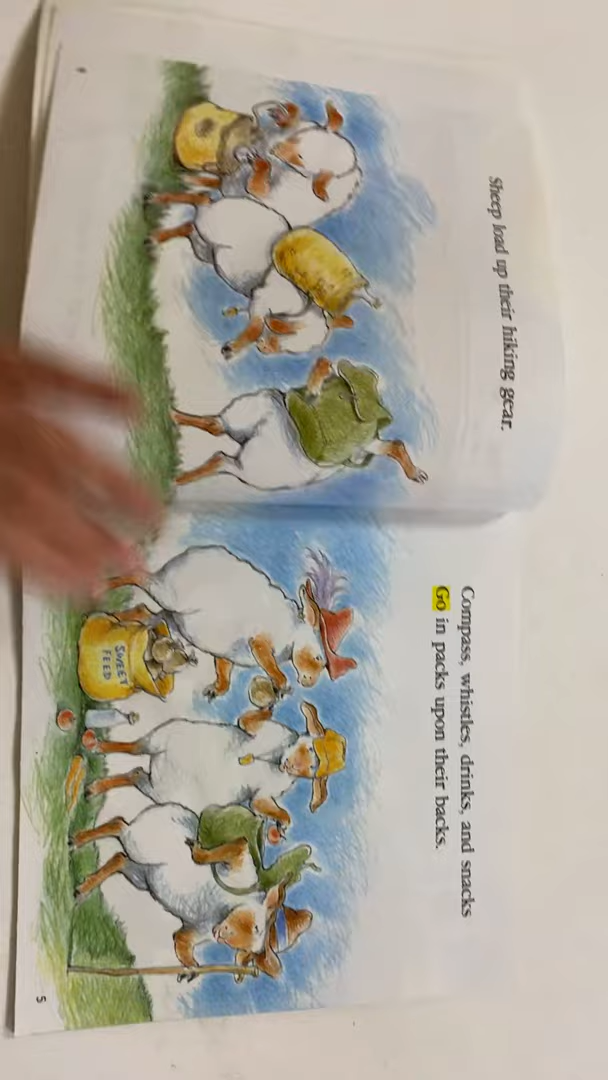 Sheep load up their hiking gear.
Compass, whistles, drinks, and snacks
Go in packs upon their backs.
SWEET
FEED
5